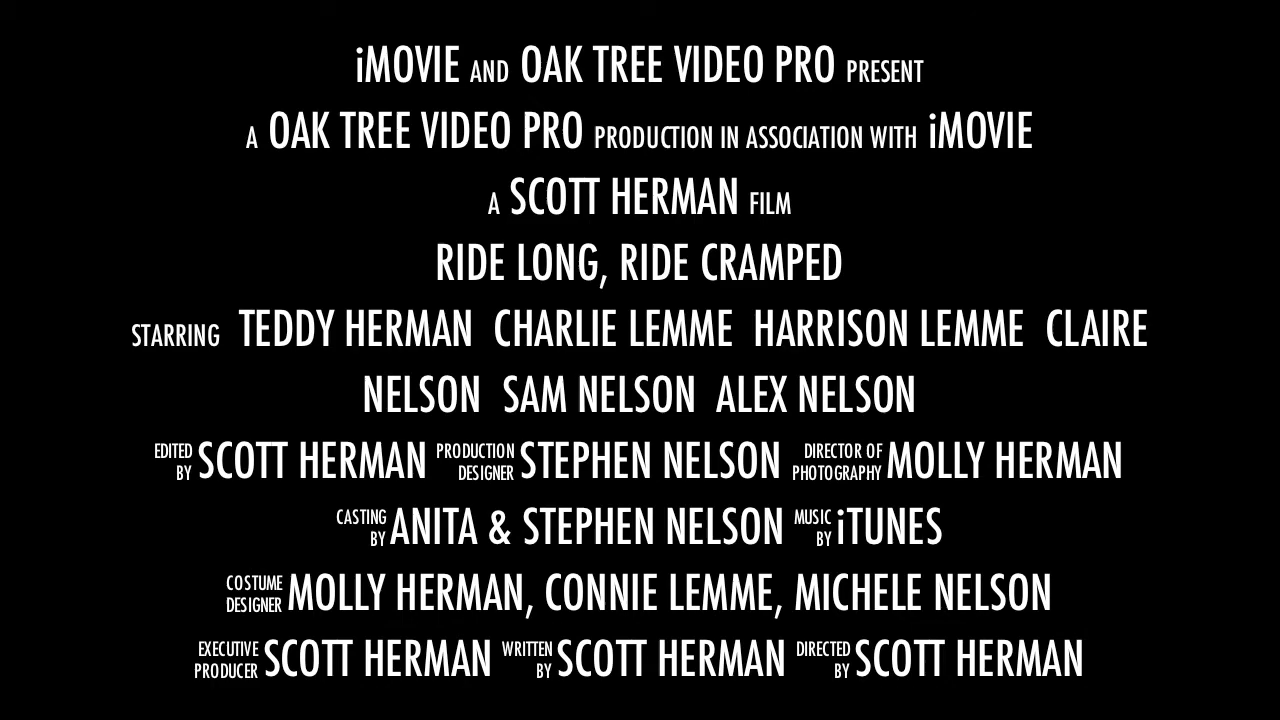 iMOVIE AND OAK TREE VIDEO PRO PRESENT
A OAK TREE VIDEO PRO PRODUCTION IN ASSOCIATION WITH iMOVIE
A SCOTT HERMAN FILM
RIDE LONG, RIDE CRAMPED
STARRING TEDDY HERMAN CHARLIE LEMME HARRISON LEMME CLAIRE
NELSON SAM NELSON ALEX NELSON
EDITED BY SCOTT HERMAN PRODUCTION DESIGNER STEPHEN NELSON DIRECTOR OF PHOTOGRAPHY MOLLY HERMAN
CASTING BY ANITA & STEPHEN NELSON MUSIC BY iTUNES
COSTUME DESIGNER MOLLY HERMAN, CONNIE LEMME, MICHELE NELSON
EXECUTIVE PRODUCER SCOTT HERMAN WRITTEN BY SCOTT HERMAN DIRECTED BY SCOTT HERMAN